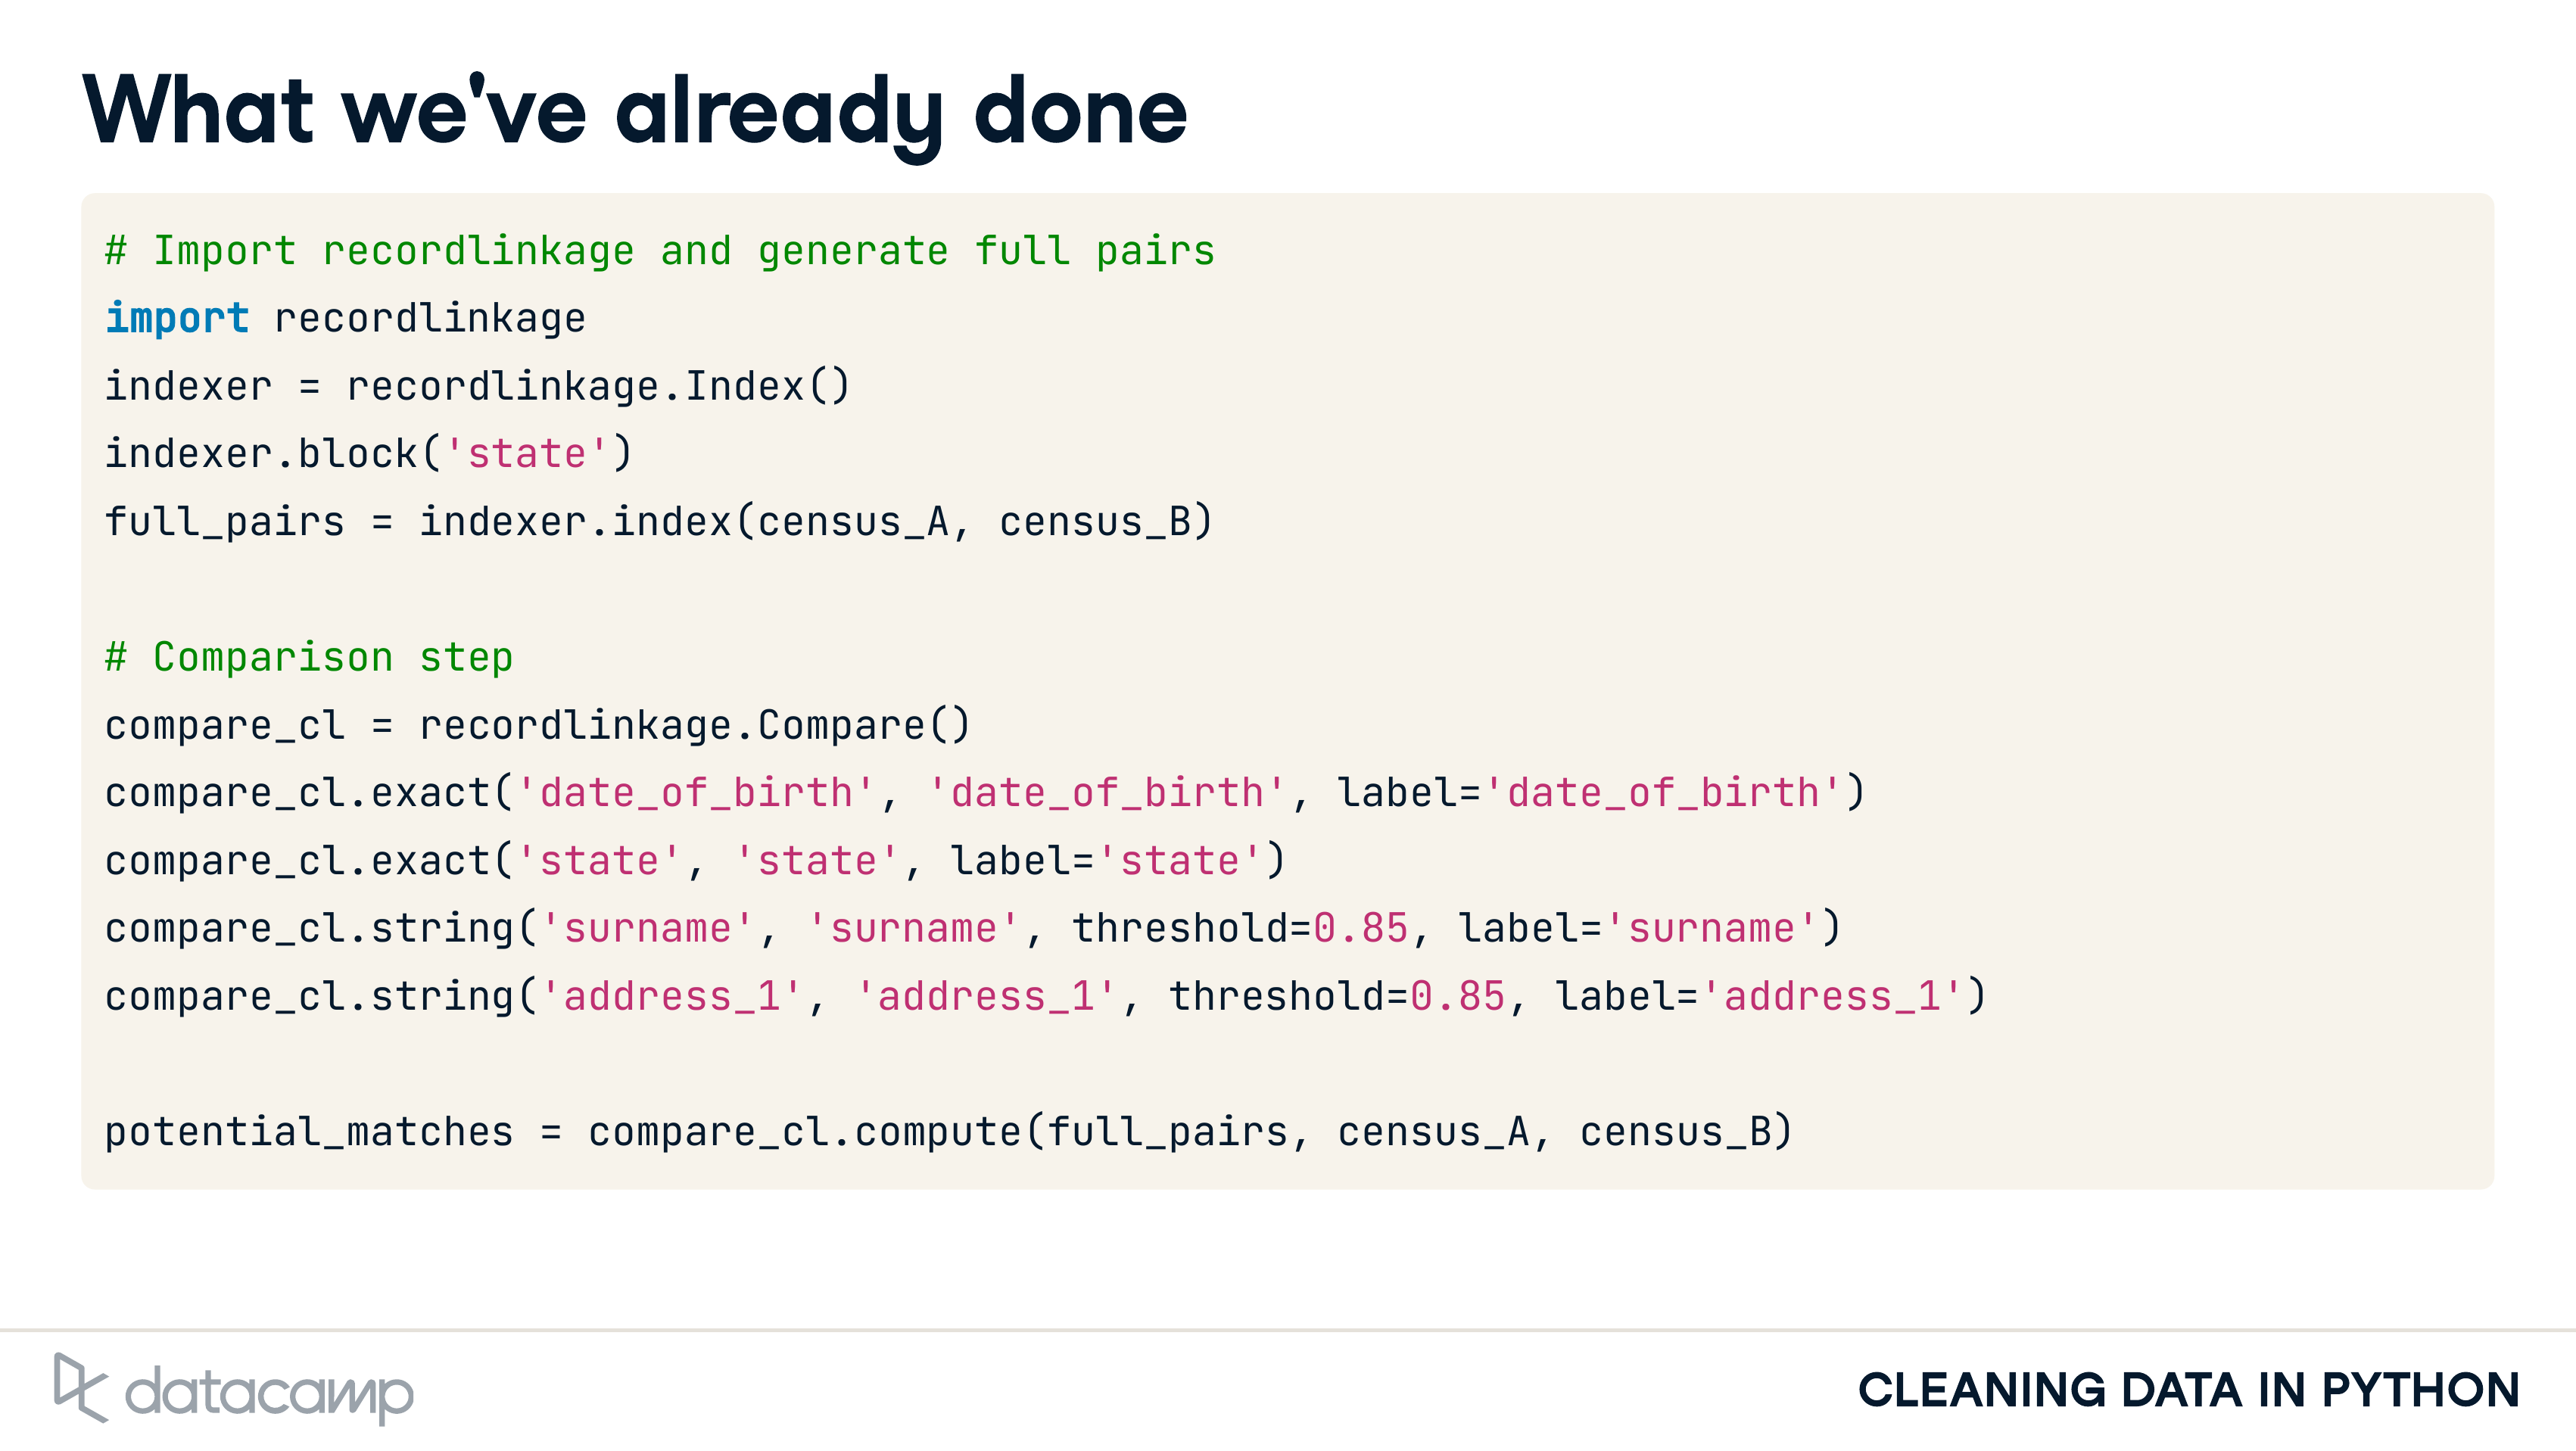 What we've already done
# Import recordlinkage and generate full pairs
import recordlinkage
indexer = recordlinkage.Index()
indexer.block('state')
full_pairs = indexer.index(census_A, census_B)
# Comparison step
compare_cl = recordlinkage.Compare()
compare_cl.exact('date_of_birth', 'date_of_birth', label='date_of_birth')
compare_cl.exact('state', 'state', label='state')
compare_cl.string('surname', 'surname', threshold=0.85, label='surname')
compare_cl.string('address_1', 'address_1', threshold=0.85, label='address_1')
potential_matches = compare_cl.compute(full_pairs, census_A, census_B)
datacamp
CLEANING DATA IN PYTHON